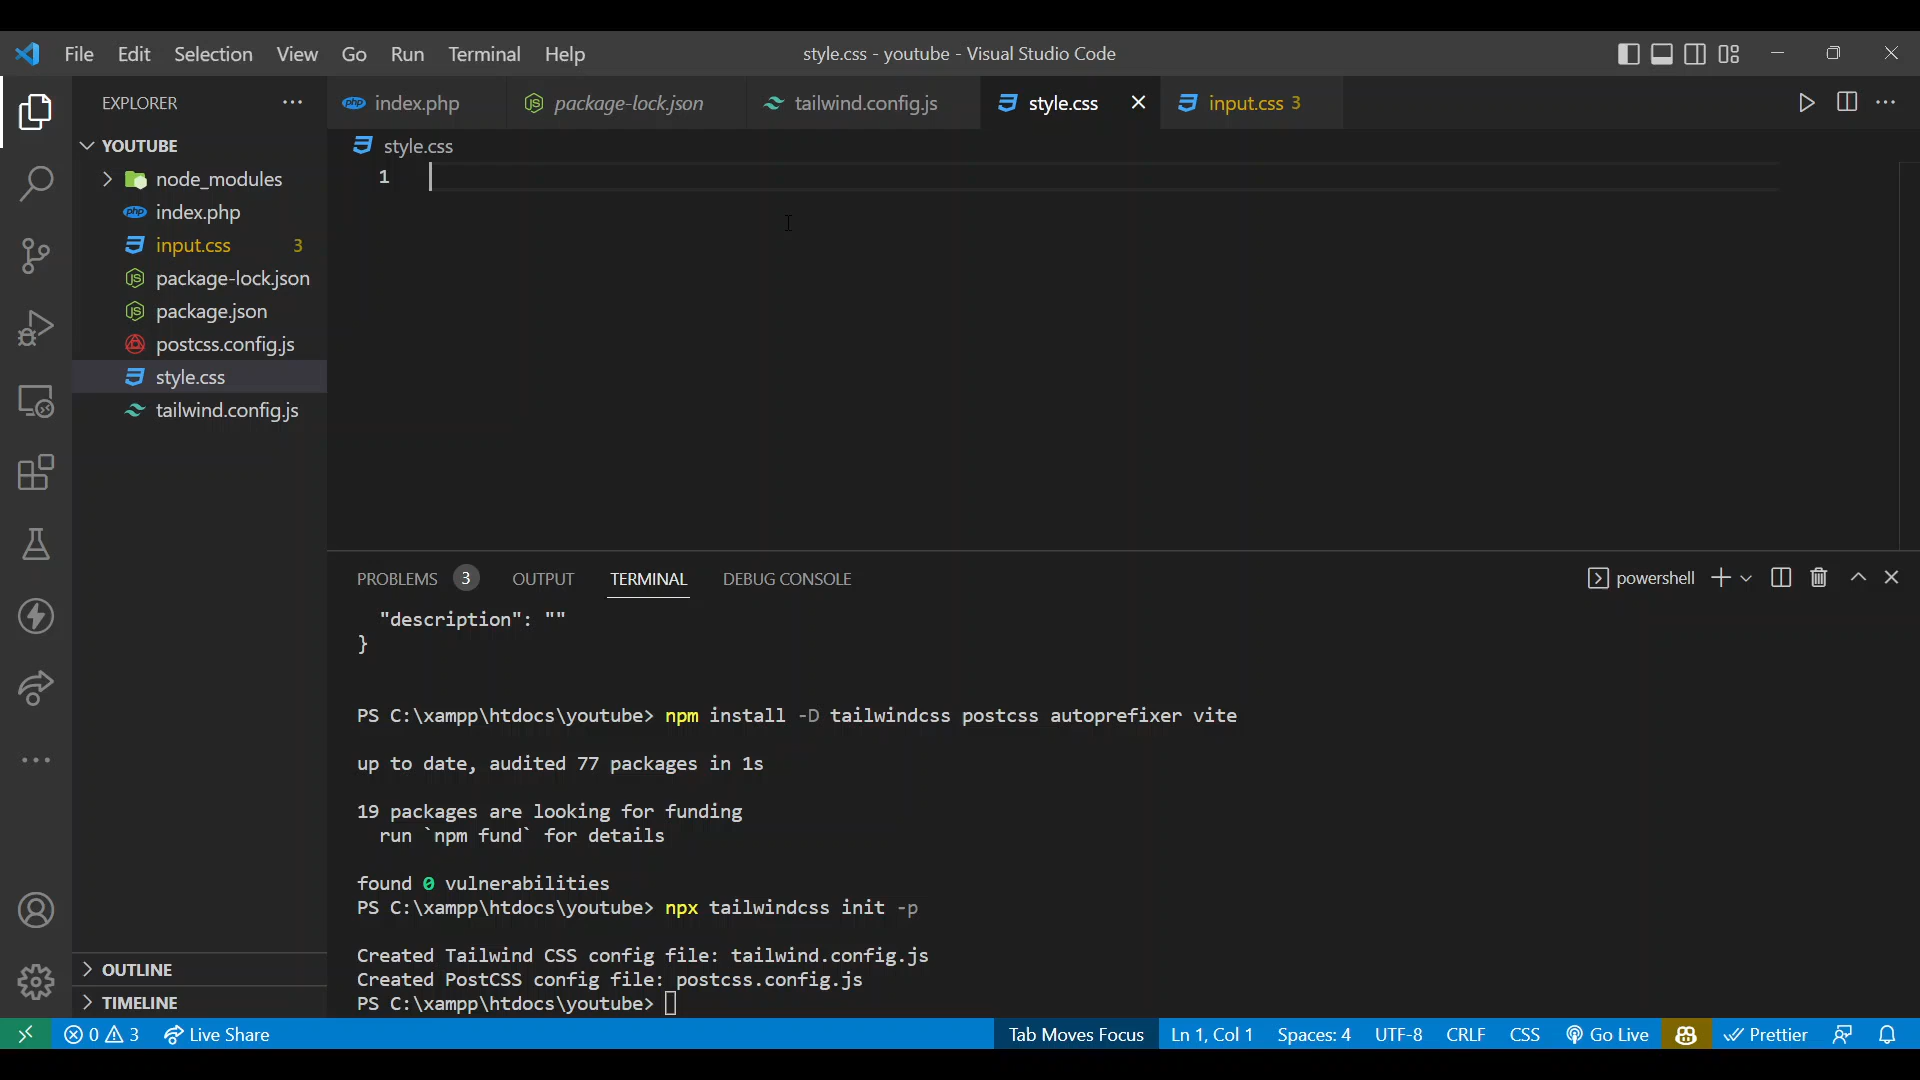 File Edit Selection View Go Run Terminal Help
style.css - youtube - Visual Studio Code
EXPLORER
index.php
package-lock.json
tailwind.config.js
style.css
input.css 3
YOUTUBE
node_modules
index.php
input.css 3
package-lock.json
package.json
postcss.config.js
style.css
tailwind.config.js
OUTLINE
TIMELINE
style.css
1
PROBLEMS 3 OUTPUT TERMINAL DEBUG CONSOLE
powershell
"description": ""
}
PS C:\xampp\htdocs\youtube> npm install -D tailwindcss postcss autoprefixer vite
up to date, audited 77 packages in 1s
19 packages are looking for funding
run `npm fund` for details
found 0 vulnerabilities
PS C:\xampp\htdocs\youtube> npx tailwindcss init -p
Created Tailwind CSS config file: tailwind.config.js
Created PostCSS config file: postcss.config.js
PS C:\xampp\htdocs\youtube>
0 3 Live Share
Tab Moves Focus Ln 1, Col 1 Spaces: 4 UTF-8 CRLF CSS Go Live Prettier